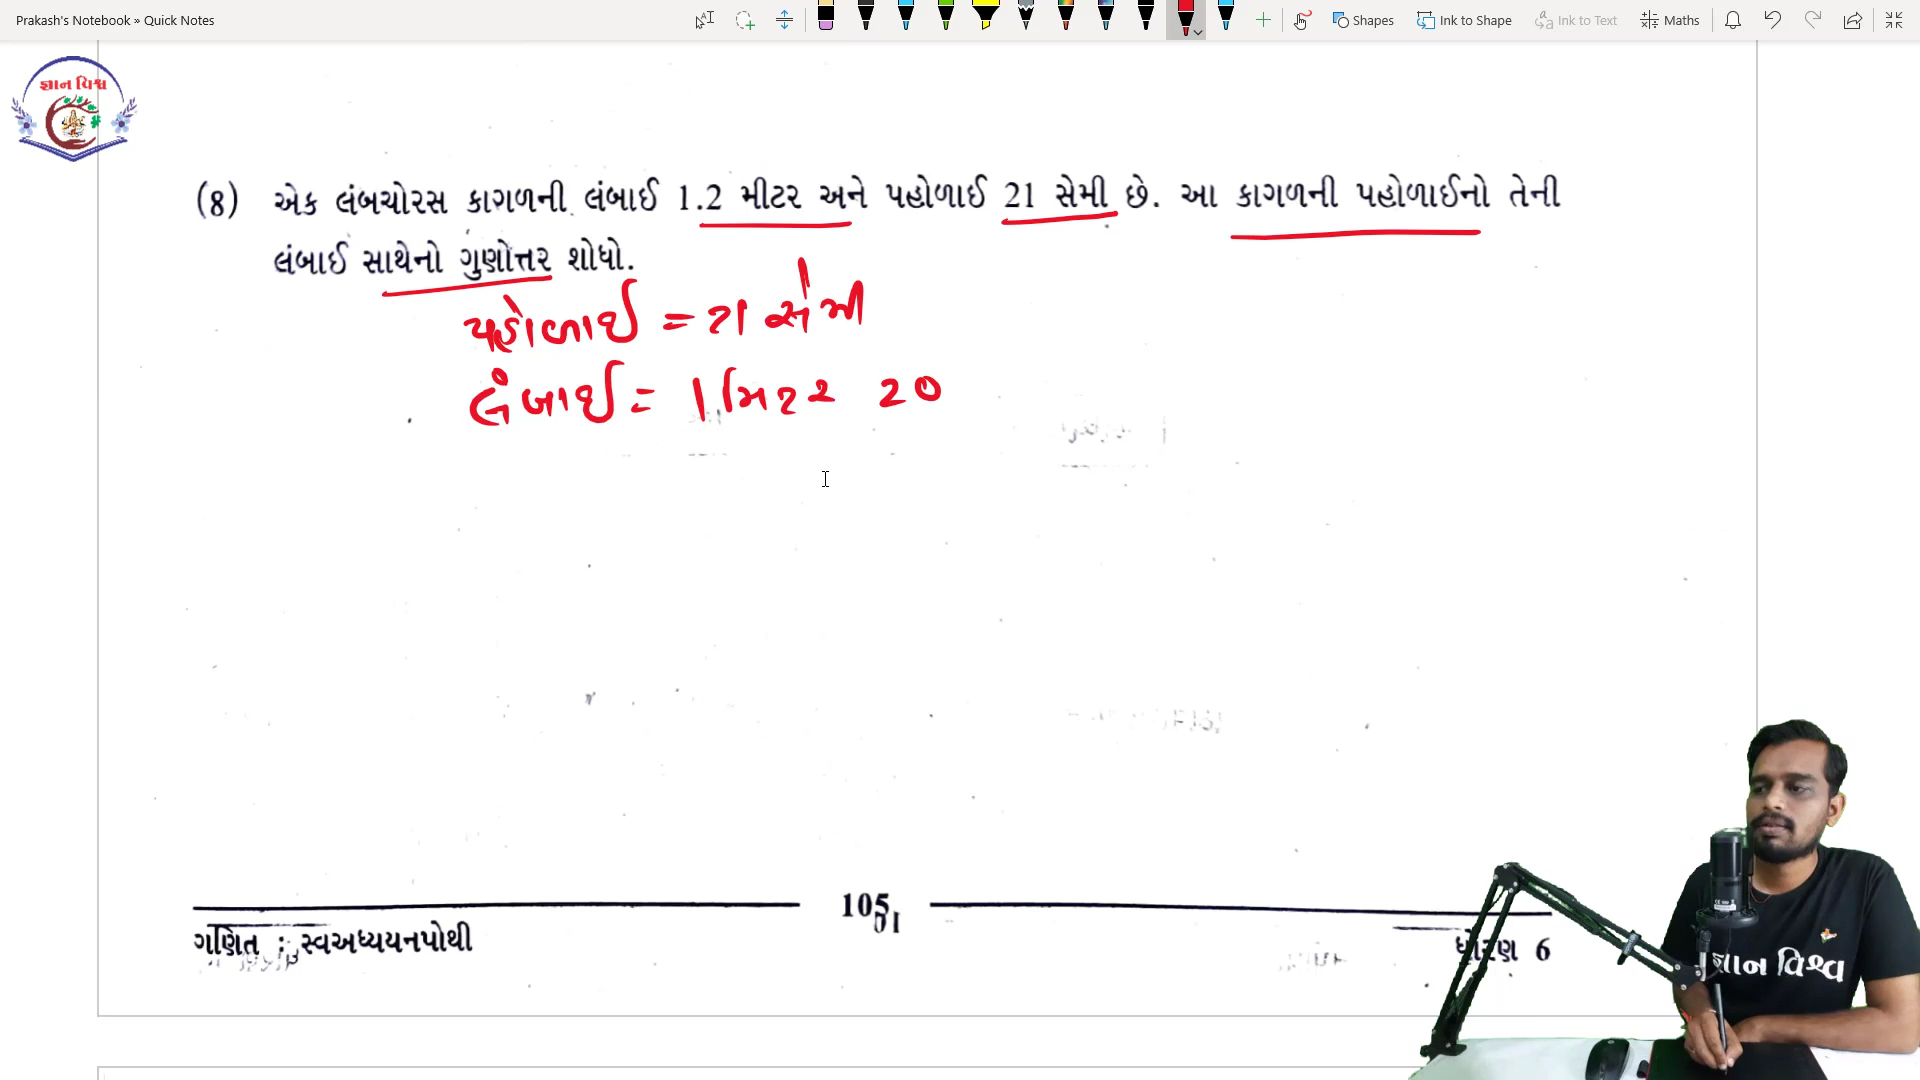 Prakash's Notebook » Quick Notes
Shapes
Ink to Shape
Ink to Text
Maths
જ્ઞાન વિશ્વ
(8) એક લંબચોરસ કાગળની લંબાઈ 1.2 મીટર અને પહોળાઈ 21 સેમી છે. આ કાગળની પહોળાઈનો તેની
લંબાઈ સાથેનો ગુણોત્તર શોધો.
પહોળાઈ = 21 સેમી
લંબાઈ = 1 મિટર 20
105
ગણિત : સ્વઅધ્યયનપોથી
ધોરણ 6
જ્ઞાન વિશ્વ